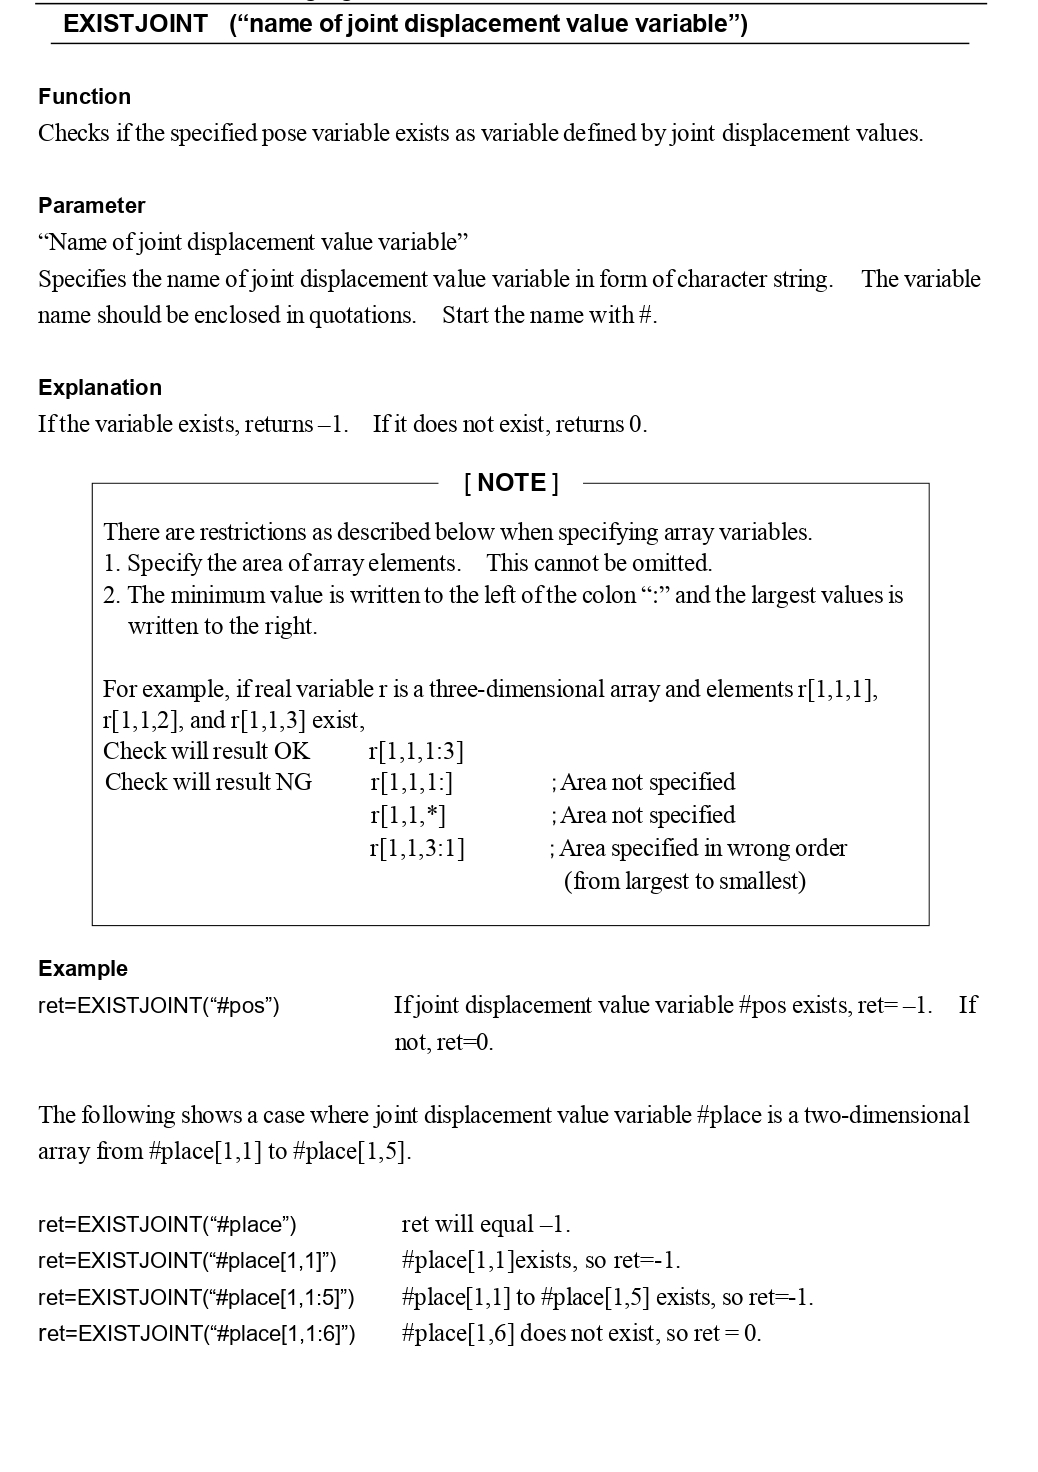 EXISTJOINT (“name of joint displacement value variable”)
Function
Checks if the specified pose variable exists as variable defined by joint displacement values.
Parameter
“Name of joint displacement value variable”
Specifies the name of joint displacement value variable in form of character string. The variable
name should be enclosed in quotations. Start the name with #.
Explanation
If the variable exists, returns –1. If it does not exist, returns 0.
[ NOTE ]
There are restrictions as described below when specifying array variables.
1. Specify the area of array elements. This cannot be omitted.
2. The minimum value is written to the left of the colon “:” and the largest values is
written to the right.
For example, if real variable r is a three-dimensional array and elements r[1,1,1],
r[1,1,2], and r[1,1,3] exist,
Check will result OK r[1,1,1:3]
Check will result NG r[1,1,1:] ; Area not specified
r[1,1,*] ; Area not specified
r[1,1,3:1] ; Area specified in wrong order
(from largest to smallest)
Example
ret=EXISTJOINT(“#pos”) If joint displacement value variable #pos exists, ret= –1. If
not, ret=0.
The following shows a case where joint displacement value variable #place is a two-dimensional
array from #place[1,1] to #place[1,5].
ret=EXISTJOINT(“#place”) ret will equal –1.
ret=EXISTJOINT(“#place[1,1]”) #place[1,1]exists, so ret=-1.
ret=EXISTJOINT(“#place[1,1:5]”) #place[1,1] to #place[1,5] exists, so ret=-1.
ret=EXISTJOINT(“#place[1,1:6]”) #place[1,6] does not exist, so ret = 0.